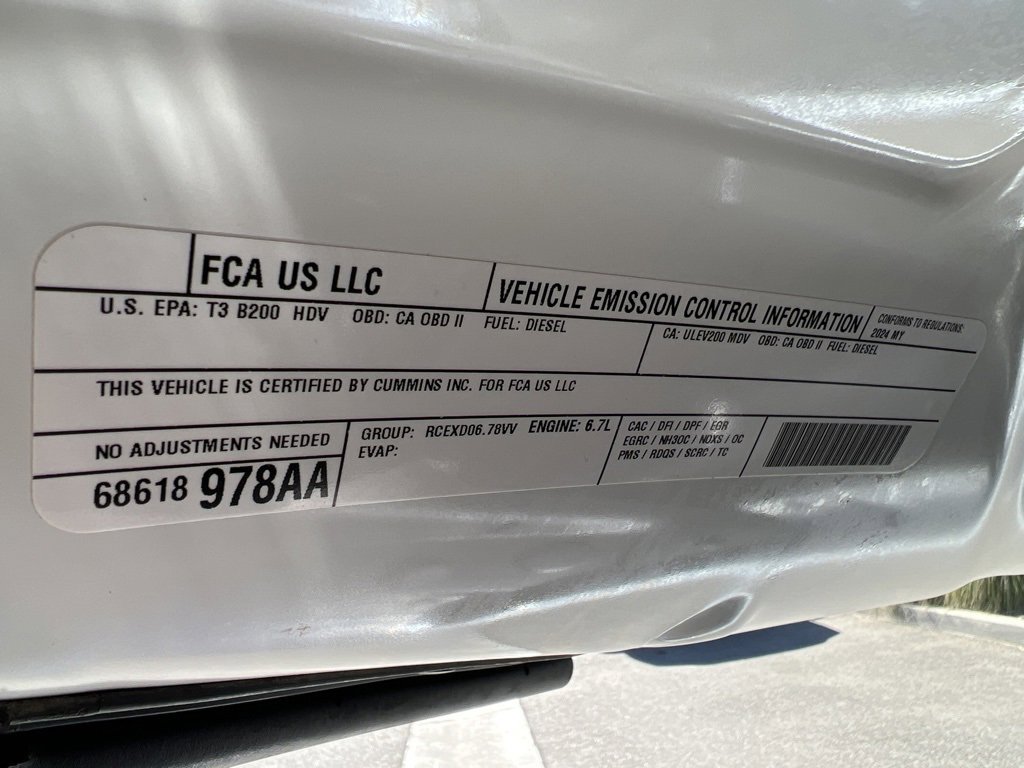 FCA US LLC
VEHICLE EMISSION CONTROL INFORMATION
CONFORMS TO REGULATIONS:
2024 MY
U.S. EPA: T3 B200 HDV OBD: CA OBD II FUEL: DIESEL
CA: ULEV200 MDV OBD: CA OBD II FUEL: DIESEL
THIS VEHICLE IS CERTIFIED BY CUMMINS INC. FOR FCA US LLC
NO ADJUSTMENTS NEEDED
68618 978AA
GROUP: RCEXD06.78VV ENGINE: 6.7L
EVAP:
CAC / DFI / DPF / EGR
EGRC / NH3OC / NOXS / OC
PMS / RDQS / SCRC / TC